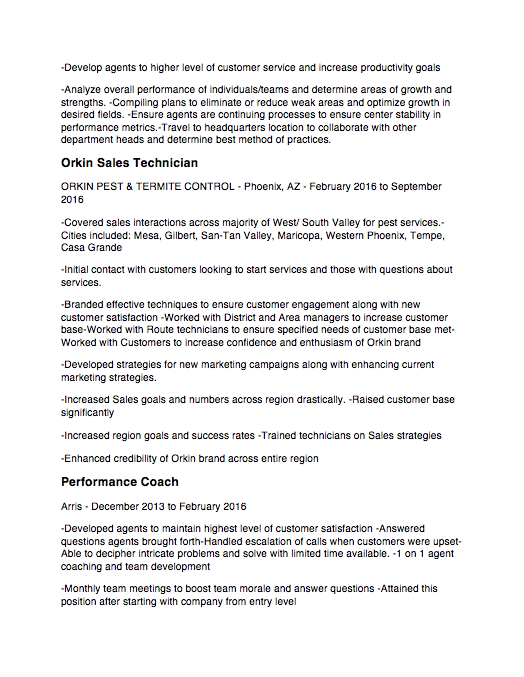 -Develop agents to higher level of customer service and increase productivity goals
-Analyze overall performance of individuals/teams and determine areas of growth and
strengths. -Compiling plans to eliminate or reduce weak areas and optimize growth in
desired fields. -Ensure agents are continuing processes to ensure center stability in
performance metrics.-Travel to headquarters location to collaborate with other
department heads and determine best method of practices.
Orkin Sales Technician
ORKIN PEST & TERMITE CONTROL - Phoenix, AZ - February 2016 to September
2016
-Covered sales interactions across majority of West/ South Valley for pest services.-
Cities included: Mesa, Gilbert, San-Tan Valley, Maricopa, Western Phoenix, Tempe,
Casa Grande
-Initial contact with customers looking to start services and those with questions about
services.
-Branded effective techniques to ensure customer engagement along with new
customer satisfaction -Worked with District and Area managers to increase customer
base-Worked with Route technicians to ensure specified needs of customer base met-
Worked with Customers to increase confidence and enthusiasm of Orkin brand
-Developed strategies for new marketing campaigns along with enhancing current
marketing strategies.
-Increased Sales goals and numbers across region drastically. -Raised customer base
significantly
-Increased region goals and success rates -Trained technicians on Sales strategies
-Enhanced credibility of Orkin brand across entire region
Performance Coach
Arris - December 2013 to February 2016
-Developed agents to maintain highest level of customer satisfaction -Answered
questions agents brought forth-Handled escalation of calls when customers were upset-
Able to decipher intricate problems and solve with limited time available. -1 on 1 agent
coaching and team development
-Monthly team meetings to boost team morale and answer questions -Attained this
position after starting with company from entry level